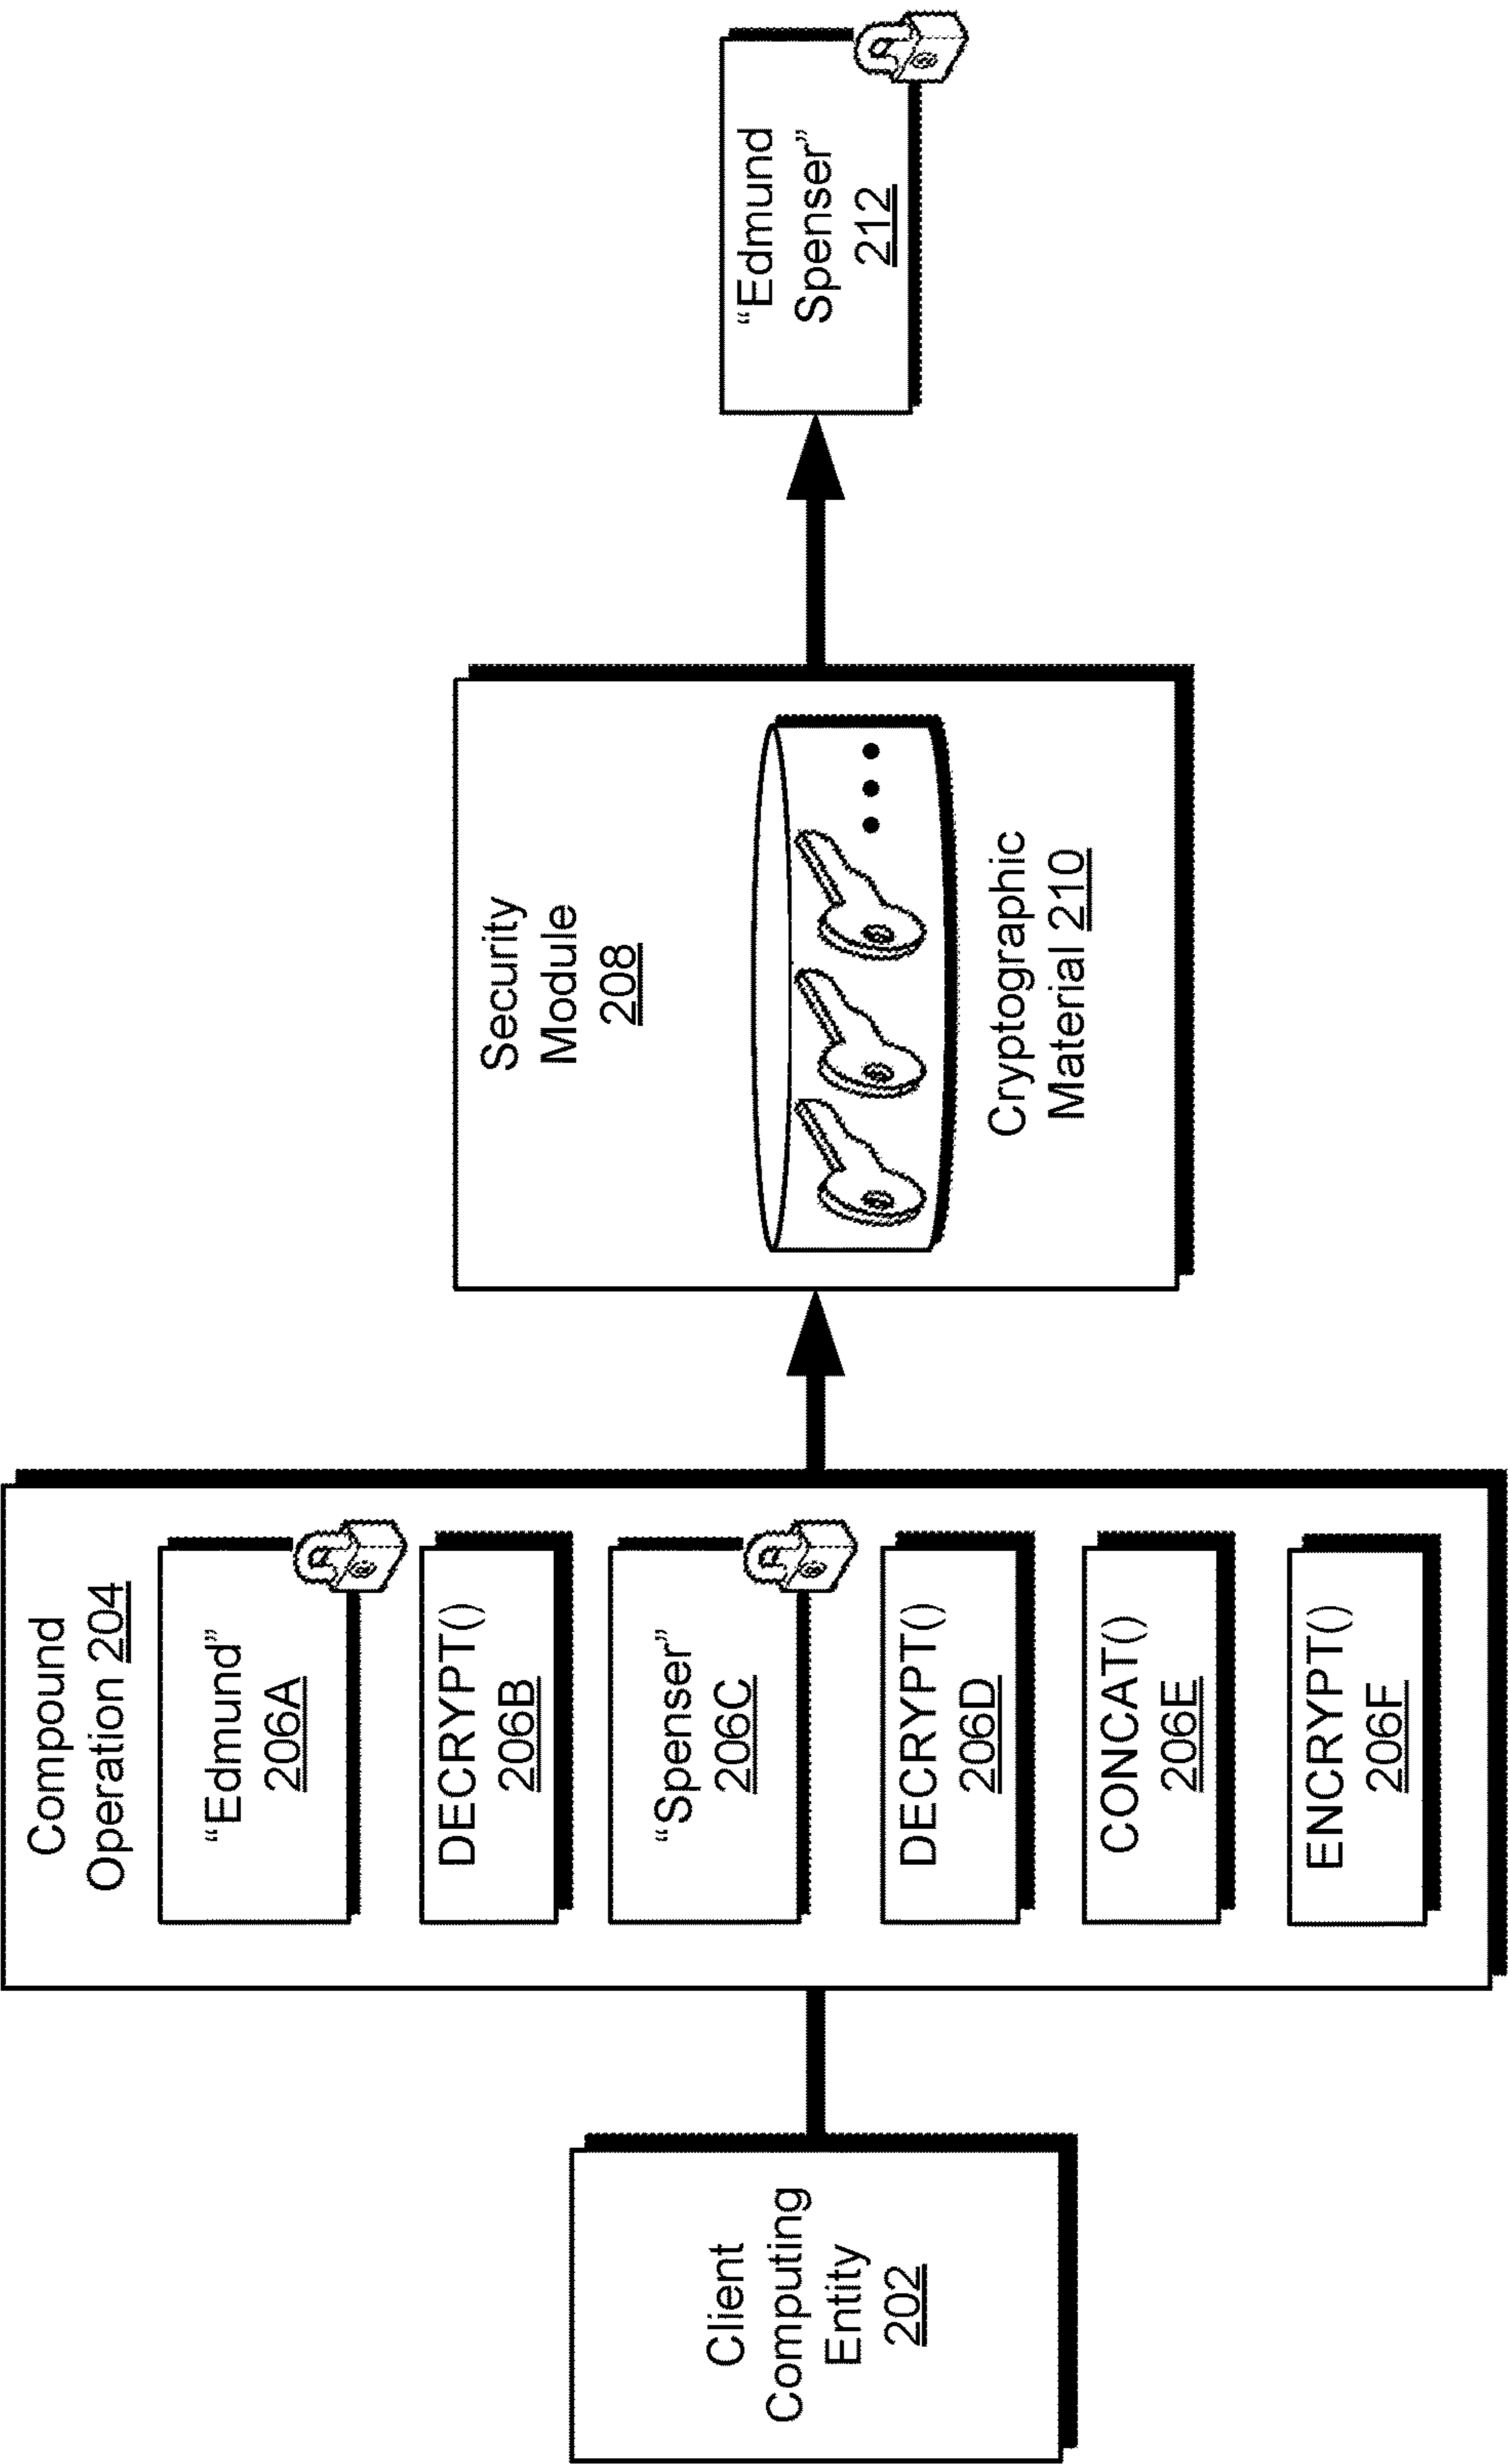 Client
Computing
Entity
202
Compound
Operation 204
“Edmund”
206A
DECRYPT()
206B
“Spenser”
206C
DECRYPT()
206D
CONCAT()
206E
ENCRYPT()
206F
Security
Module
208
Cryptographic
Material 210
“Edmund
Spenser”
212